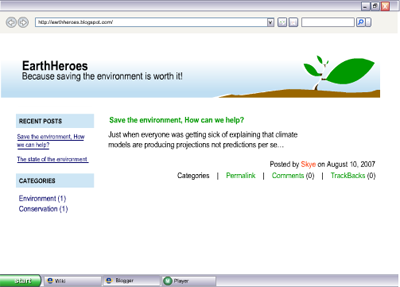 http://earthheroes.blogspot.com/
EarthHeroes
Because saving the environment is worth it!
RECENT POSTS
Save the environment, How
we can help?
The state of the environment
CATEGORIES
Environment (1)
Conservation (1)
Save the environment, How can we help?
Just when everyone was getting sick of explaining that climate
models are producing projections not predictions per se...
Posted by Skye on August 10, 2007
Categories | Permalink | Comments (0) | TrackBacks (0)
start
Wiki
Blogger
Player